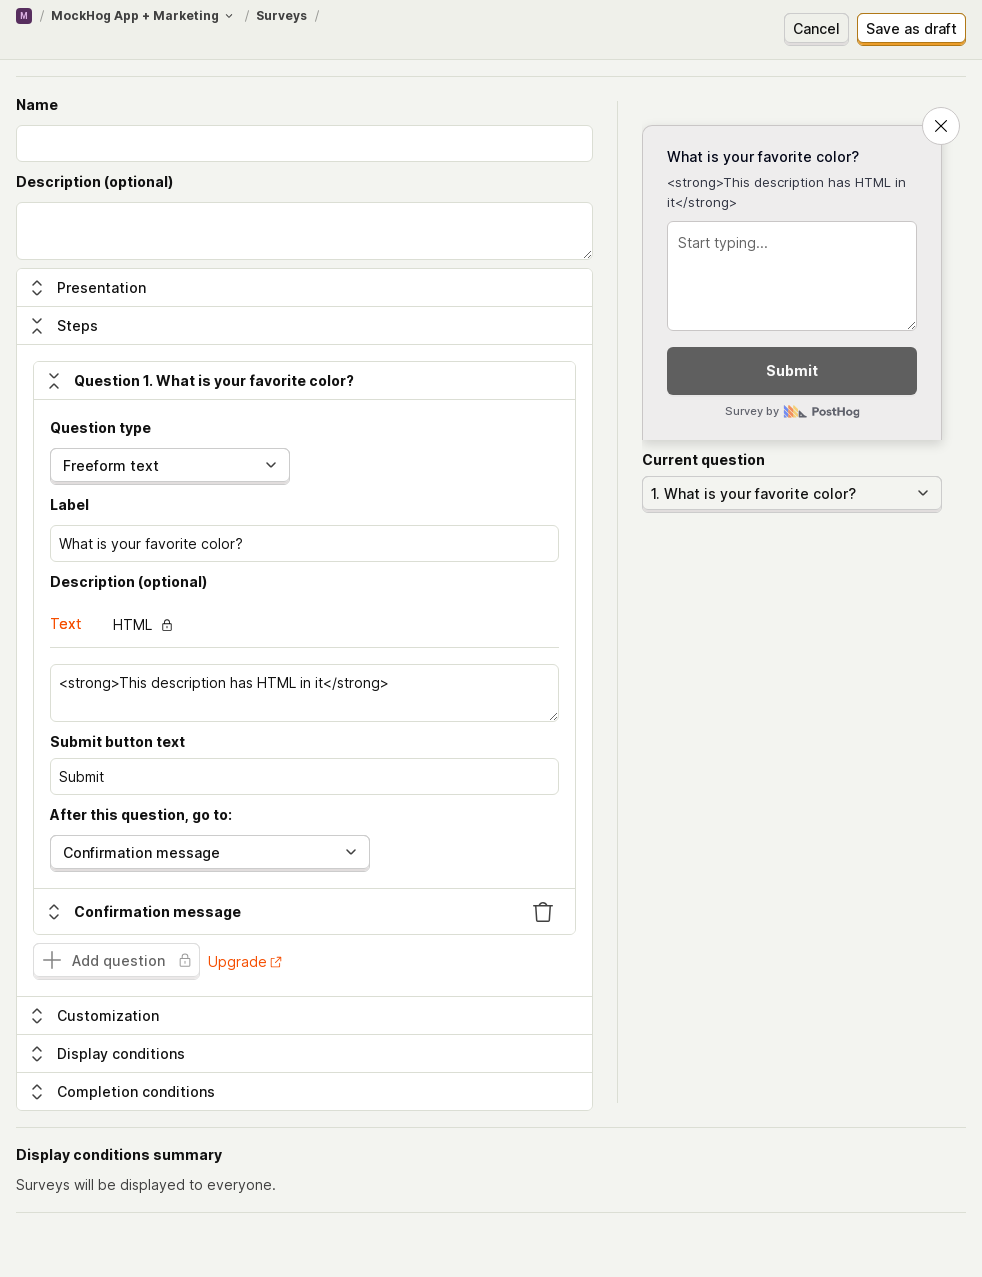 M / MockHog App + Marketing / Surveys /
Cancel
Save as draft
Name
Description (optional)
Presentation
Steps
Question 1. What is your favorite color?
Question type
Freeform text
Label
What is your favorite color?
Description (optional)
Text
HTML
<strong>This description has HTML in it</strong>
Submit button text
Submit
After this question, go to:
Confirmation message
Confirmation message
Add question
Upgrade
Customization
Display conditions
Completion conditions
What is your favorite color?
<strong>This description has HTML in
it</strong>
Start typing...
Submit
Survey by PostHog
Current question
1. What is your favorite color?
Display conditions summary
Surveys will be displayed to everyone.